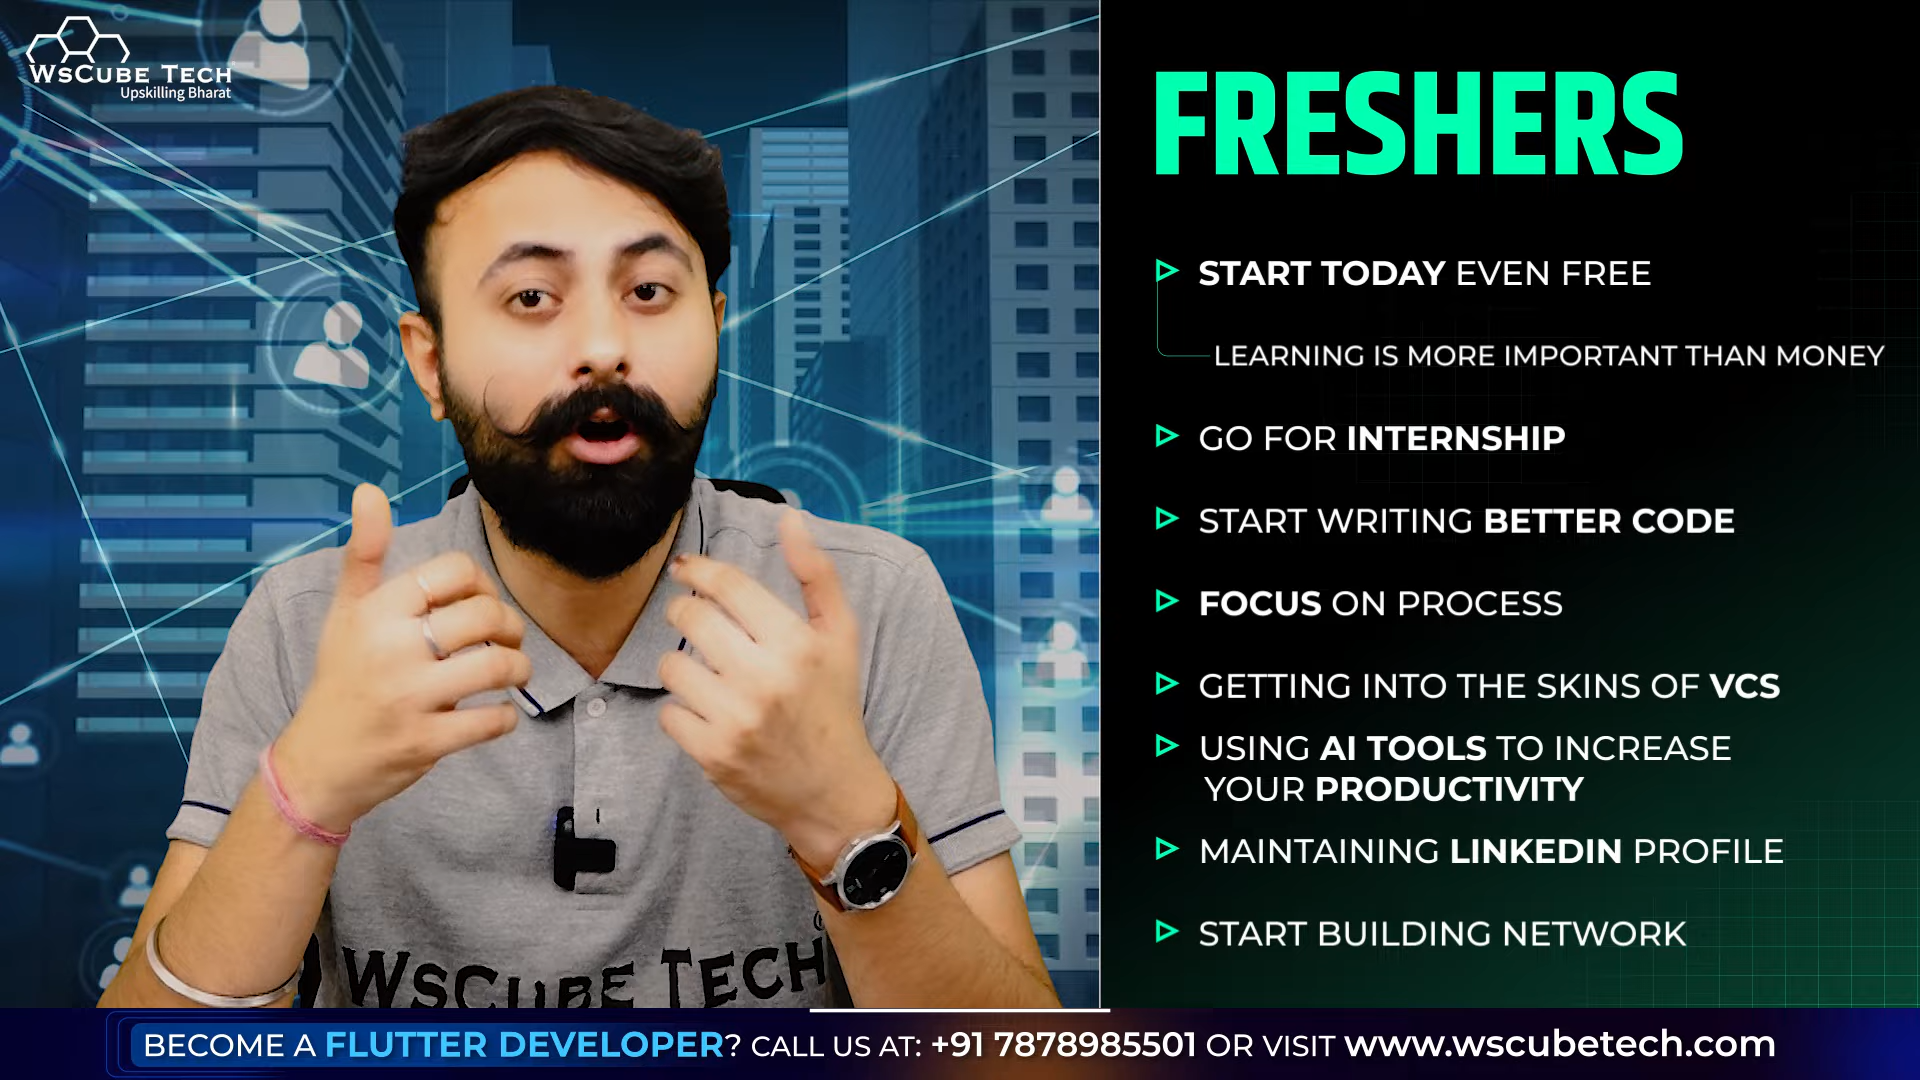 WSCUBE TECH
Upskilling Bharat
FRESHERS
START TODAY EVEN FREE
LEARNING IS MORE IMPORTANT THAN MONEY
GO FOR INTERNSHIP
START WRITING BETTER CODE
FOCUS ON PROCESS
GETTING INTO THE SKINS OF VCS
USING AI TOOLS TO INCREASE
YOUR PRODUCTIVITY
MAINTAINING LINKEDIN PROFILE
START BUILDING NETWORK
WSCUBE TECH®
BECOME A FLUTTER DEVELOPER? CALL US AT: +91 7878985501 OR VISIT www.wscubetech.com